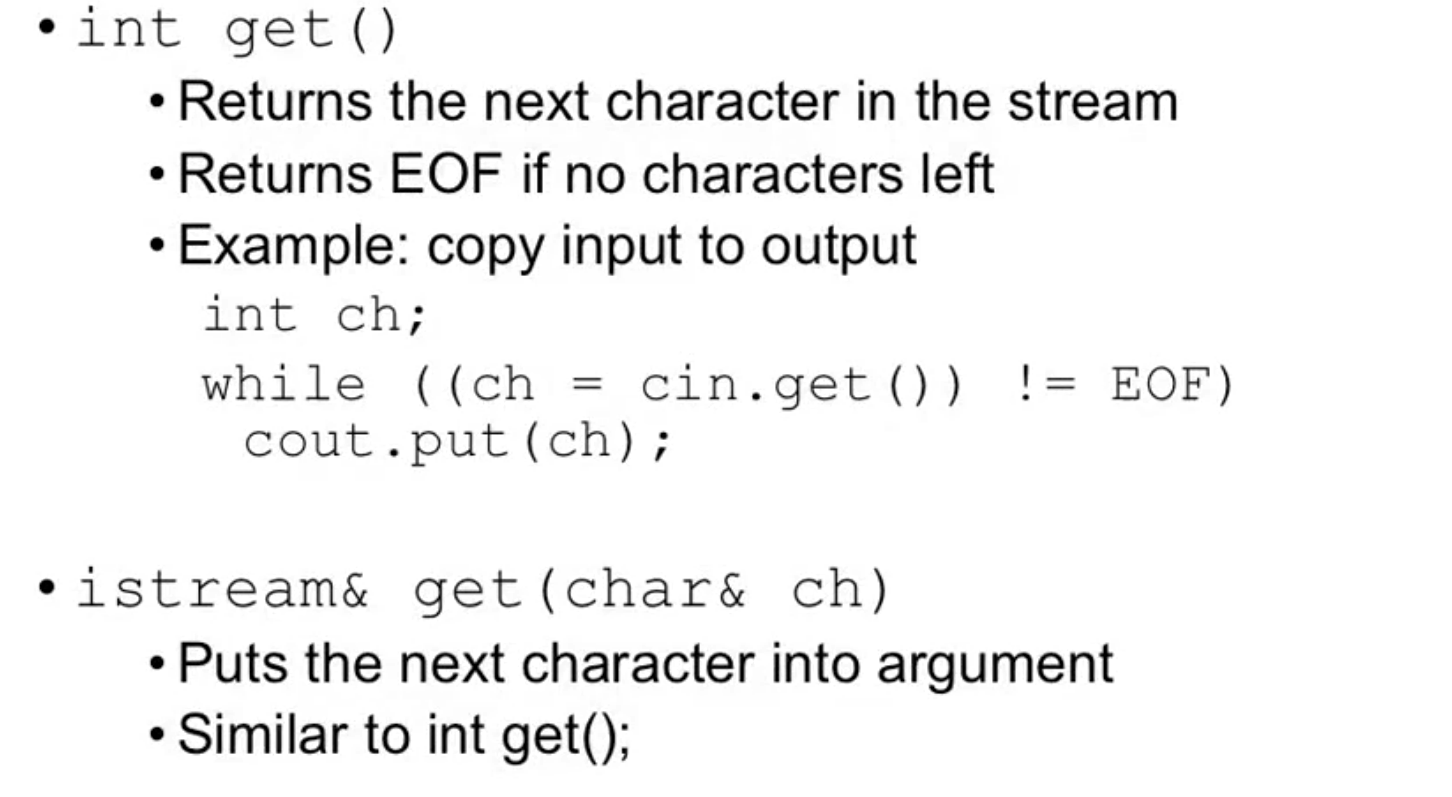 • int get()
• Returns the next character in the stream
• Returns EOF if no characters left
• Example: copy input to output
int ch;
while ((ch = cin.get()) != EOF)
cout.put(ch);
• istream& get(char& ch)
• Puts the next character into argument
• Similar to int get();